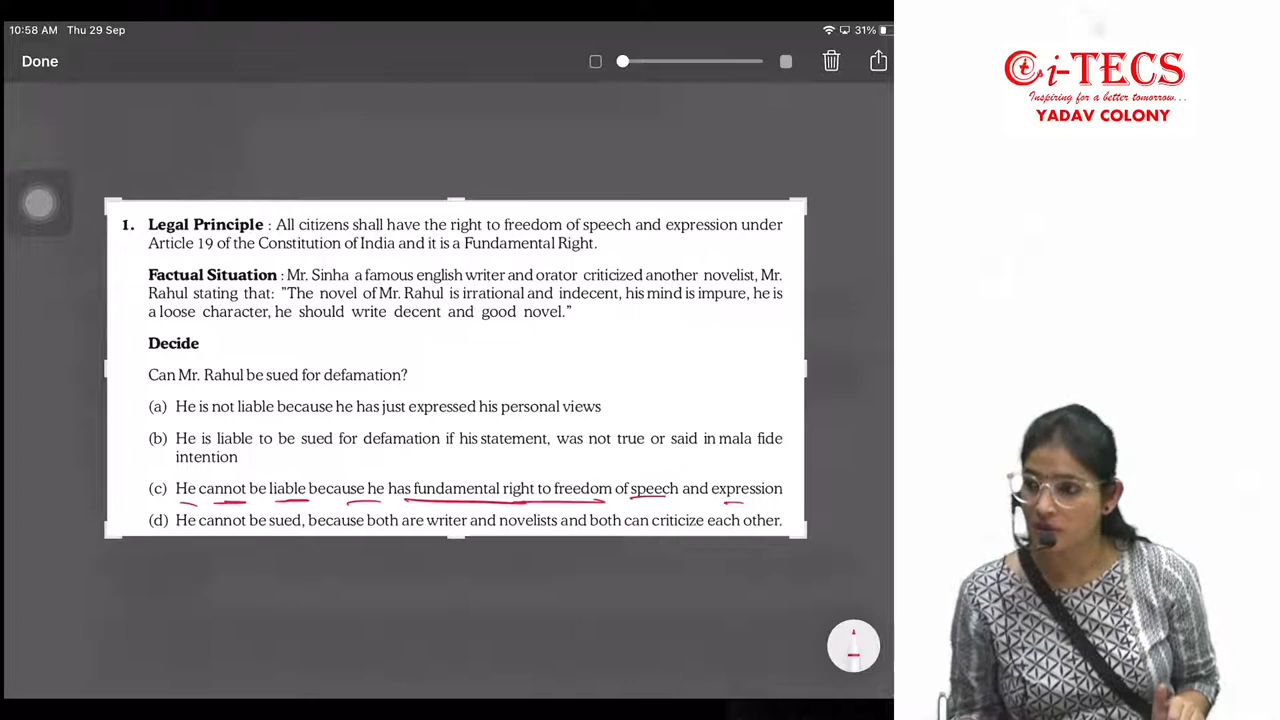 10:58 AM Thu 29 Sep
31%
Done
i-TECS
Inspiring for a better tomorrow...
YADAV COLONY
1. Legal Principle : All citizens shall have the right to freedom of speech and expression under
Article 19 of the Constitution of India and it is a Fundamental Right.
Factual Situation : Mr. Sinha a famous english writer and orator criticized another novelist, Mr.
Rahul stating that: "The novel of Mr. Rahul is irrational and indecent, his mind is impure, he is
a loose character, he should write decent and good novel."
Decide
Can Mr. Rahul be sued for defamation?
(a) He is not liable because he has just expressed his personal views
(b) He is liable to be sued for defamation if his statement, was not true or said in mala fide
intention
(c) He cannot be liable because he has fundamental right to freedom of speech and expression
(d) He cannot be sued, because both are writer and novelists and both can criticize each other.